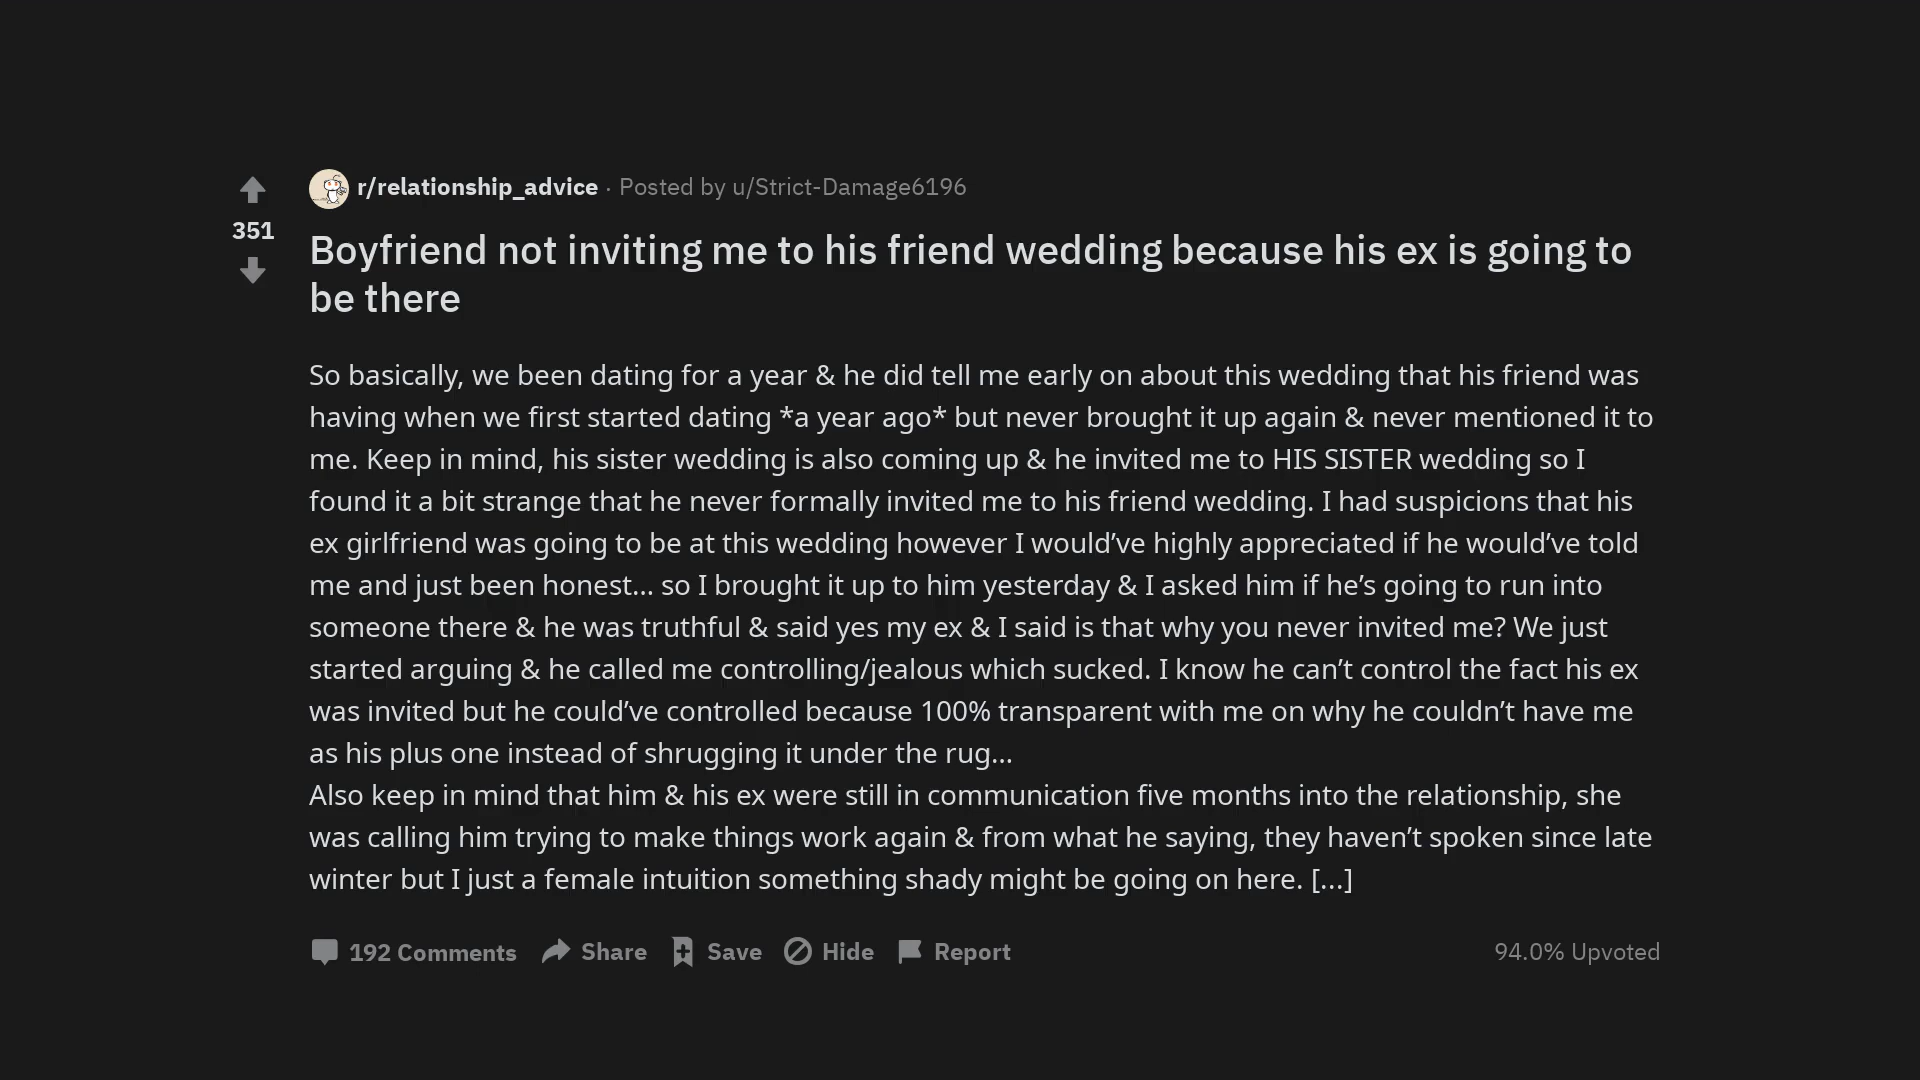 r/relationship_advice · Posted by u/Strict-Damage6196
351
Boyfriend not inviting me to his friend wedding because his ex is going to
be there
So basically, we been dating for a year & he did tell me early on about this wedding that his friend was
having when we first started dating *a year ago* but never brought it up again & never mentioned it to
me. Keep in mind, his sister wedding is also coming up & he invited me to HIS SISTER wedding so I
found it a bit strange that he never formally invited me to his friend wedding. I had suspicions that his
ex girlfriend was going to be at this wedding however I would’ve highly appreciated if he would’ve told
me and just been honest... so I brought it up to him yesterday & I asked him if he’s going to run into
someone there & he was truthful & said yes my ex & I said is that why you never invited me? We just
started arguing & he called me controlling/jealous which sucked. I know he can’t control the fact his ex
was invited but he could’ve controlled because 100% transparent with me on why he couldn’t have me
as his plus one instead of shrugging it under the rug...
Also keep in mind that him & his ex were still in communication five months into the relationship, she
was calling him trying to make things work again & from what he saying, they haven’t spoken since late
winter but I just a female intuition something shady might be going on here. [...]
192 Comments Share Save Hide Report 94.0% Upvoted